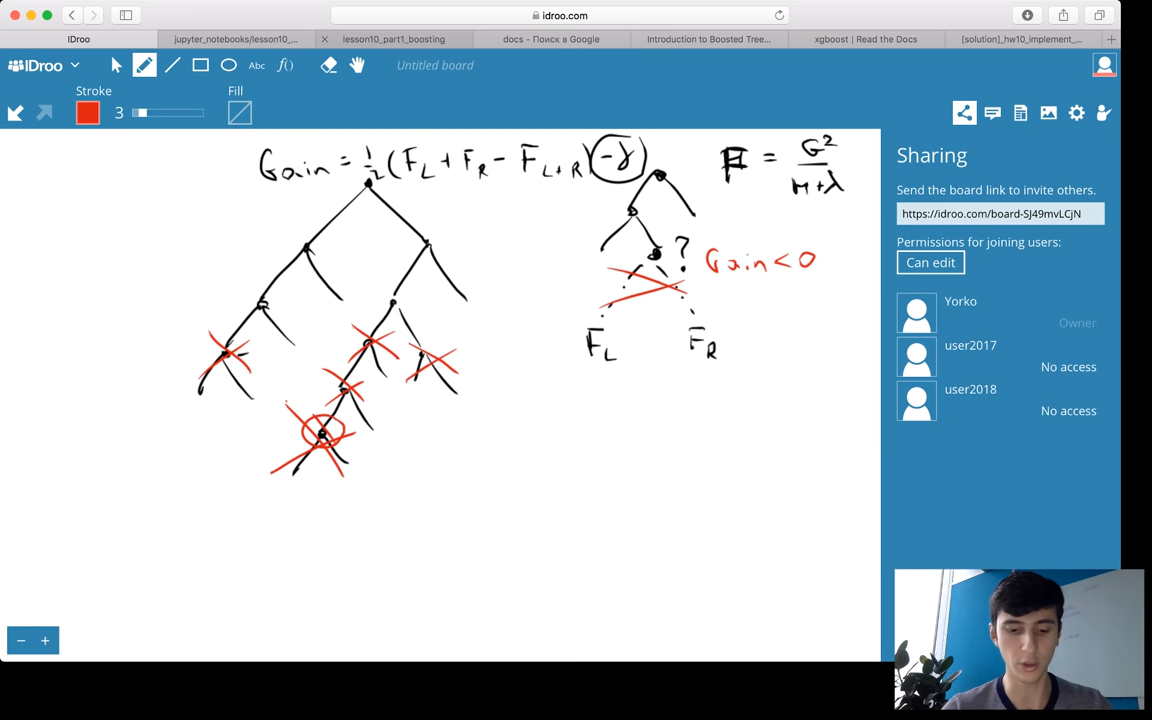 idroo.com
IDroo
jupyter_notebooks/lesson10_...
lesson10_part1_boosting
docs - Поиск в Google
Introduction to Boosted Tree...
xgboost | Read the Docs
[solution]_hw10_implement_...
IDroo
Abc
f()
Untitled board
Stroke
Fill
3
Gain = 1/2 (F_L + F_R - F_{L+R}) - γ
F = G²/(H+λ)
?
Gain < 0
F_L F_R
Sharing
Send the board link to invite others.
https://idroo.com/board-SJ49mvLCjN
Permissions for joining users:
Can edit
Yorko
Owner
user2017
No access
user2018
No access